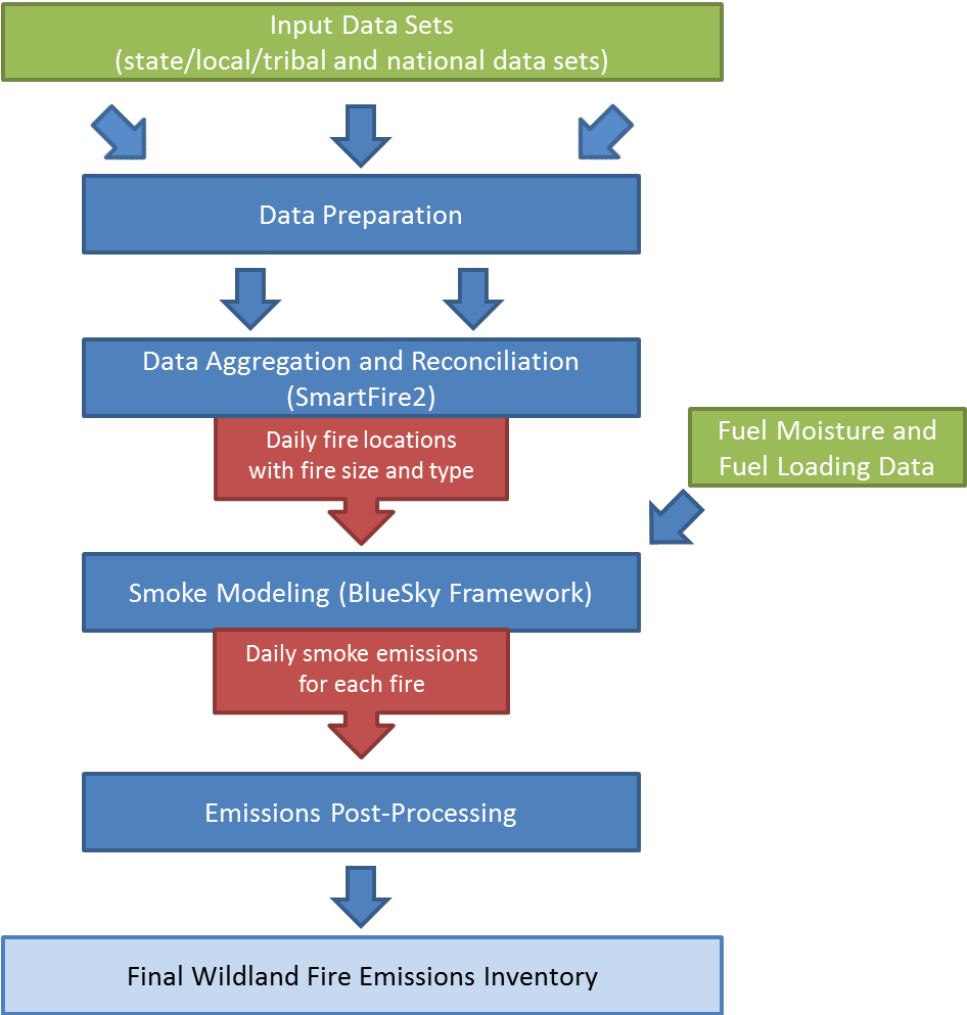 Input Data Sets
(state/local/tribal and national data sets)
Data Preparation
Data Aggregation and Reconciliation
(SmartFire2)
Daily fire locations
with fire size and type
Fuel Moisture and
Fuel Loading Data
Smoke Modeling (BlueSky Framework)
Daily smoke emissions
for each fire
Emissions Post-Processing
Final Wildland Fire Emissions Inventory